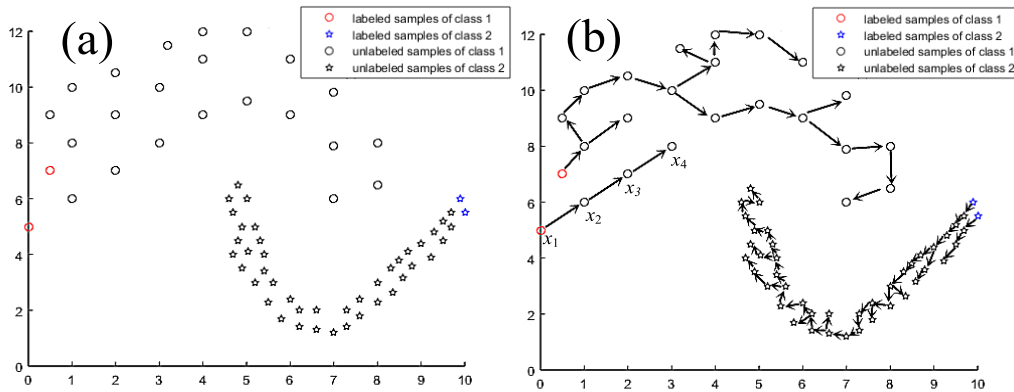 (a)
labeled samples of class 1
labeled samples of class 2
unlabeled samples of class 1
unlabeled samples of class 2
12
10
8
6
4
2
0
0 1 2 3 4 5 6 7 8 9 10
(b)
labeled samples of class 1
labeled samples of class 2
unlabeled samples of class 1
unlabeled samples of class 2
12
10
8
6
4
2
0
x4
x3
x2
x1
0 1 2 3 4 5 6 7 8 9 10